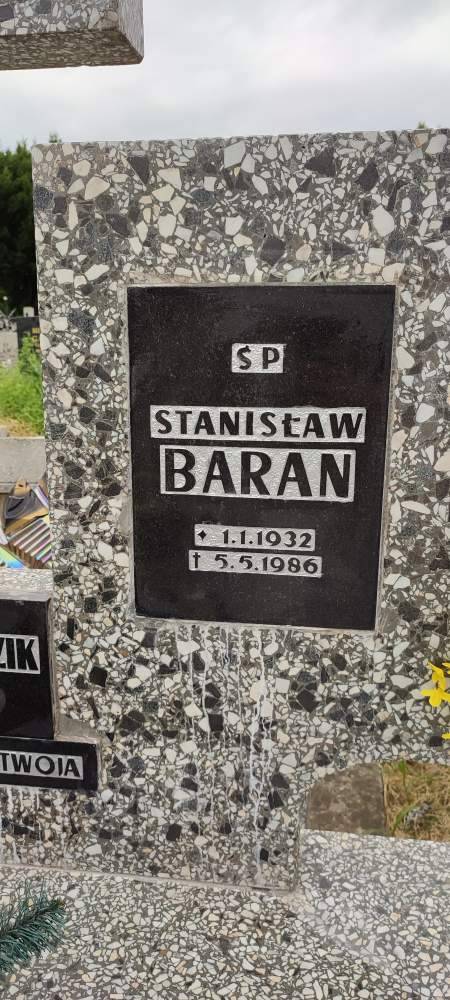 ŚP
STANISŁAW
BARAN
✦ 1.1.1932
† 5.5.1986
ZIK
TWOJA